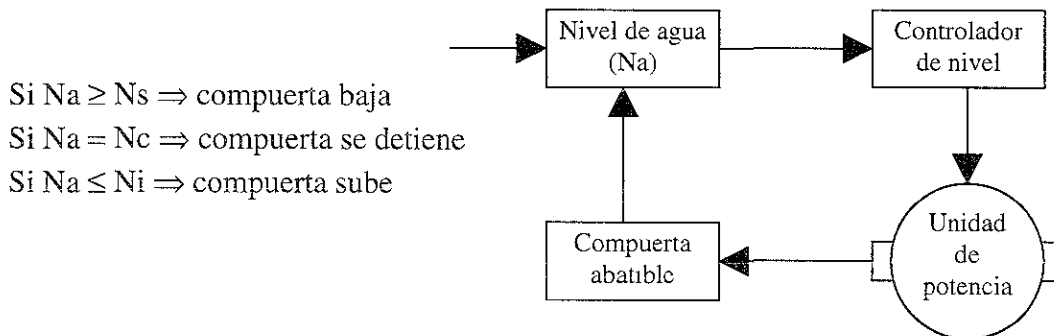 Si Na ≥ Ns ⇒ compuerta baja
Si Na = Nc ⇒ compuerta se detiene
Si Na ≤ Ni ⇒ compuerta sube
Nivel de agua
(Na)
Controlador
de nivel
Unidad
de
potencia
Compuerta
abatible